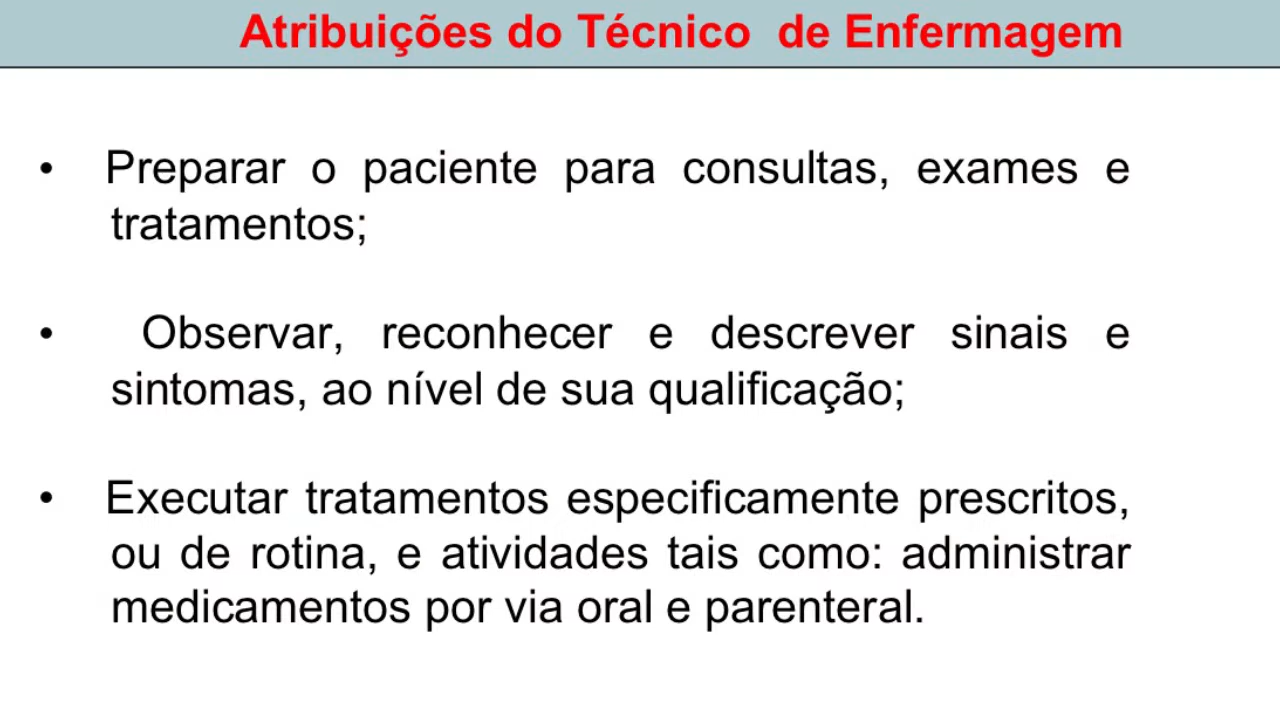 Atribuições do Técnico  de Enfermagem
• Preparar o paciente para consultas, exames e
tratamentos;
• Observar, reconhecer e descrever sinais e
sintomas, ao nível de sua qualificação;
• Executar tratamentos especificamente prescritos,
ou de rotina, e atividades tais como: administrar
medicamentos por via oral e parenteral.